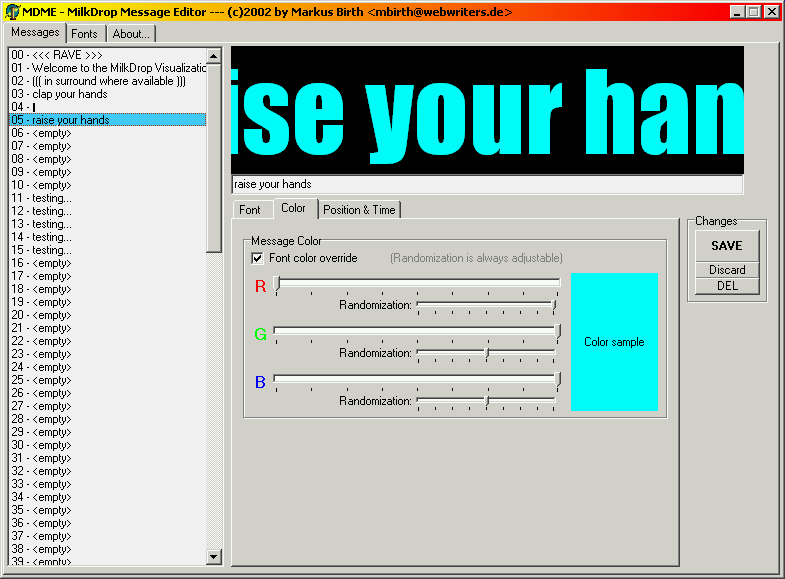 MDME - MilkDrop Message Editor --- (c)2002 by Markus Birth <mbirth@webwriters.de>
Messages Fonts About...
00 - <<< RAVE >>>
01 - Welcome to the MilkDrop Visualizatio
02 - ((( in surround where available )))
03 - clap your hands
04 - I
05 - raise your hands
06 - <empty>
07 - <empty>
08 - <empty>
09 - <empty>
10 - <empty>
11 - testing...
12 - testing...
13 - testing...
14 - testing...
15 - testing...
16 - <empty>
17 - <empty>
18 - <empty>
19 - <empty>
20 - <empty>
21 - <empty>
22 - <empty>
23 - <empty>
24 - <empty>
25 - <empty>
26 - <empty>
27 - <empty>
28 - <empty>
29 - <empty>
30 - <empty>
31 - <empty>
32 - <empty>
33 - <empty>
34 - <empty>
35 - <empty>
36 - <empty>
37 - <empty>
38 - <empty>
39 - <empty>
ise your han
raise your hands
Font Color Position & Time
Message Color
Font color override (Randomization is always adjustable)
R
Randomization:
G
Randomization:
B
Randomization:
Color sample
Changes
SAVE
Discard
DEL